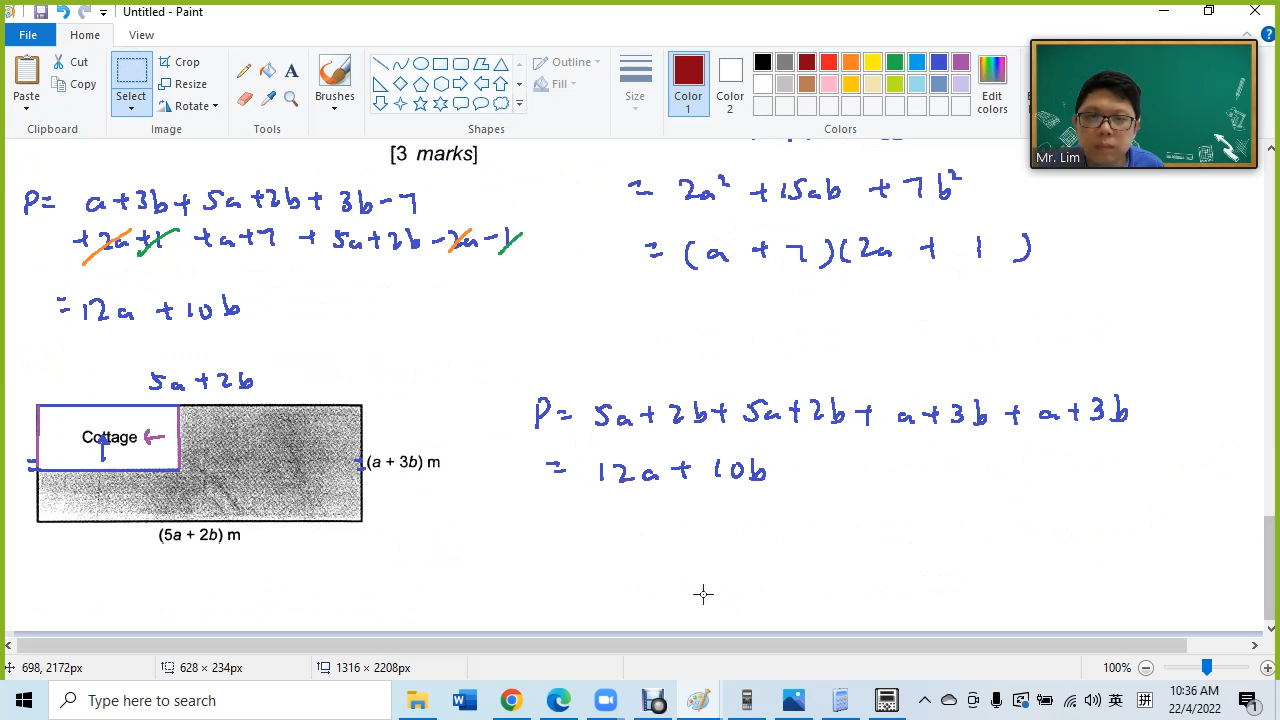 Untitled - Paint
File
Home
View
Paste
Cut
Copy
Clipboard
Select
Crop
Resize
Rotate
Image
A
Tools
Brushes
Outline
Fill
Shapes
Size
Color 1
Color 2
Edit colors
Colors
Mr. Lim
[3 marks]
P= a+3b+ 5a+2b+ 3b-7
+2a+1 +a+7 + 5a+2b -2a-1
=12a +10b
= 2a² +15ab +7b²
= (a + 7)(2a + 1 )
5a+2b
Cottage
(a + 3b) m
(5a + 2b) m
P= 5a+2b+ 5a+2b+ a+3b + a+3b
= 12a+ 10b
698, 2172px
628 × 234px
1316 × 2208px
100%
Type here to search
英
拼
10:36 AM
22/4/2022
1